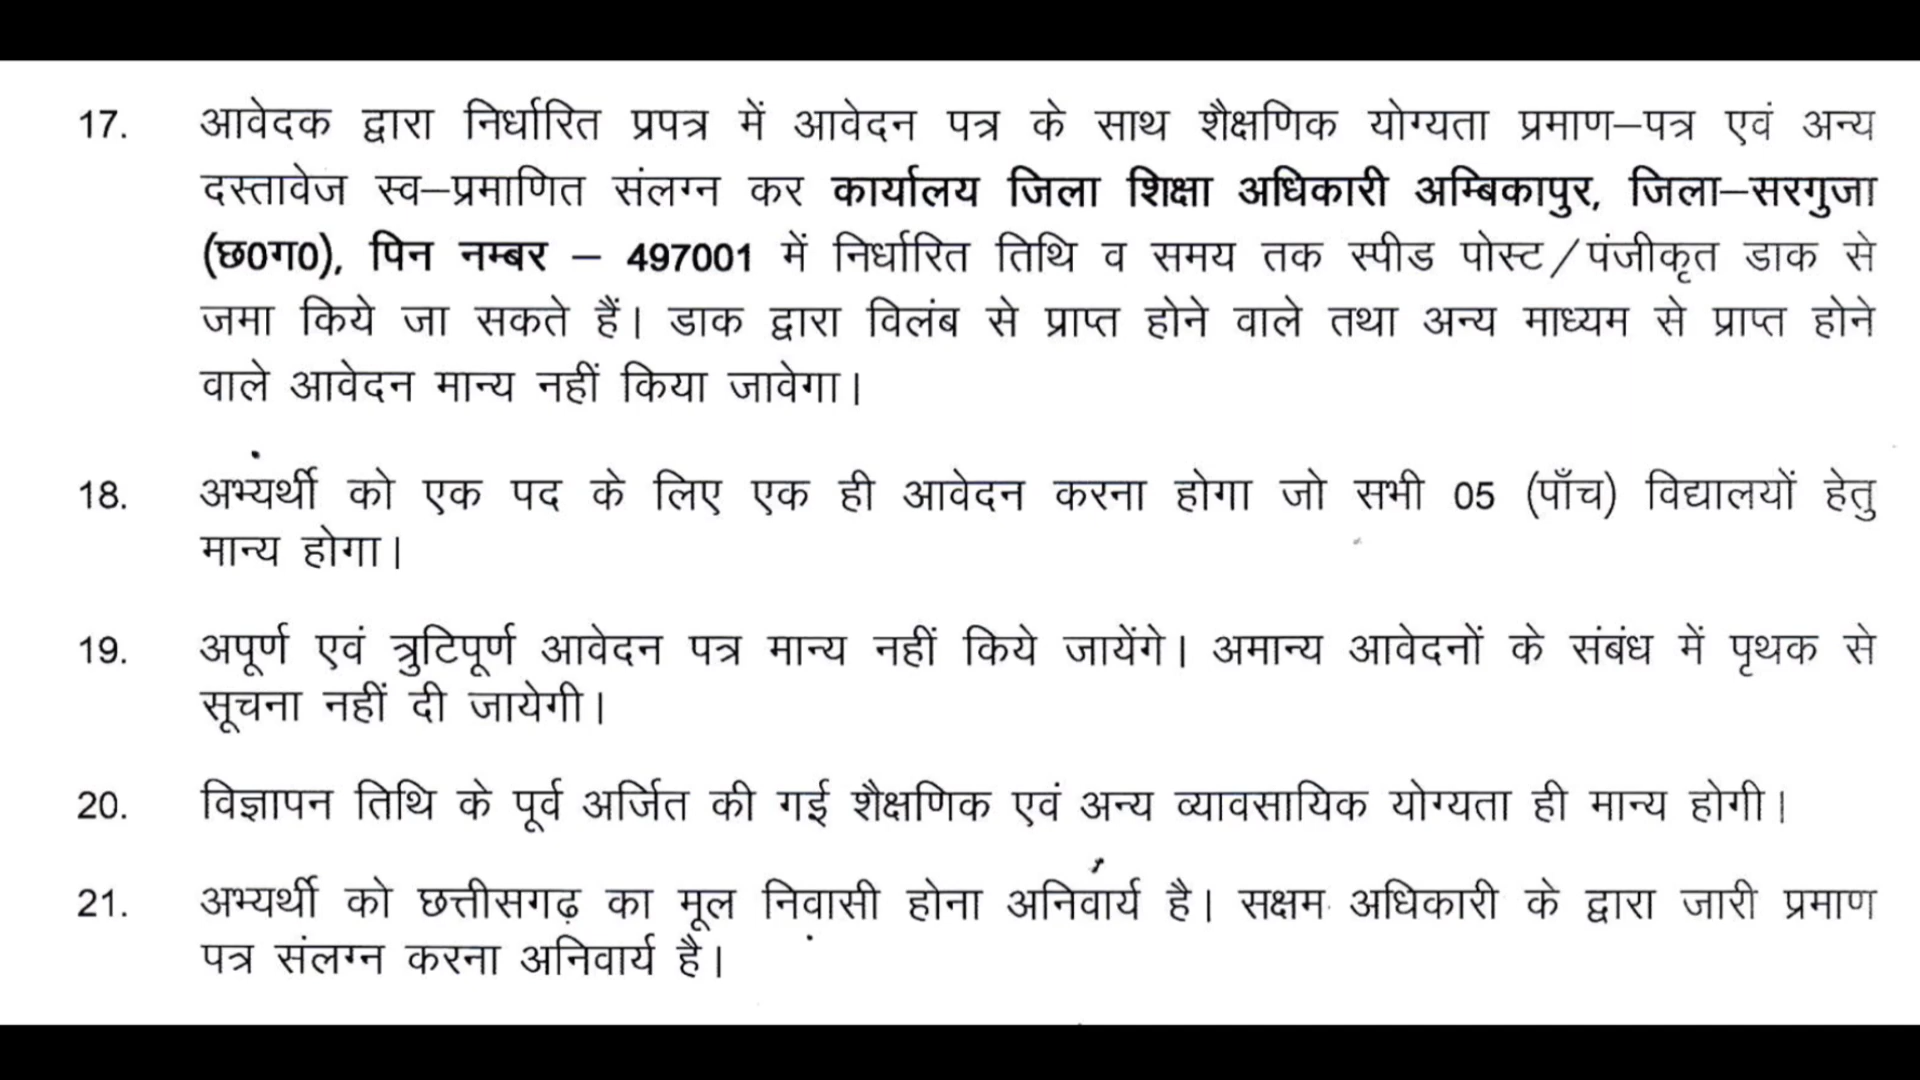 17. आवेदक द्वारा निर्धारित प्रपत्र में आवेदन पत्र के साथ शैक्षणिक योग्यता प्रमाण–पत्र एवं अन्य
दस्तावेज स्व–प्रमाणित संलग्न कर कार्यालय जिला शिक्षा अधिकारी अम्बिकापुर, जिला–सरगुजा
(छ0ग0), पिन नम्बर – 497001 में निर्धारित तिथि व समय तक स्पीड पोस्ट/पंजीकृत डाक से
जमा किये जा सकते हैं। डाक द्वारा विलंब से प्राप्त होने वाले तथा अन्य माध्यम से प्राप्त होने
वाले आवेदन मान्य नहीं किया जावेगा।
18. अभ्यर्थी को एक पद के लिए एक ही आवेदन करना होगा जो सभी 05 (पाँच) विद्यालयों हेतु
मान्य होगा।
19. अपूर्ण एवं त्रुटिपूर्ण आवेदन पत्र मान्य नहीं किये जायेंगे। अमान्य आवेदनों के संबंध में पृथक से
सूचना नहीं दी जायेगी।
20. विज्ञापन तिथि के पूर्व अर्जित की गई शैक्षणिक एवं अन्य व्यावसायिक योग्यता ही मान्य होगी।
21. अभ्यर्थी को छत्तीसगढ़ का मूल निवासी होना अनिवार्य है। सक्षम अधिकारी के द्वारा जारी प्रमाण
पत्र संलग्न करना अनिवार्य है।